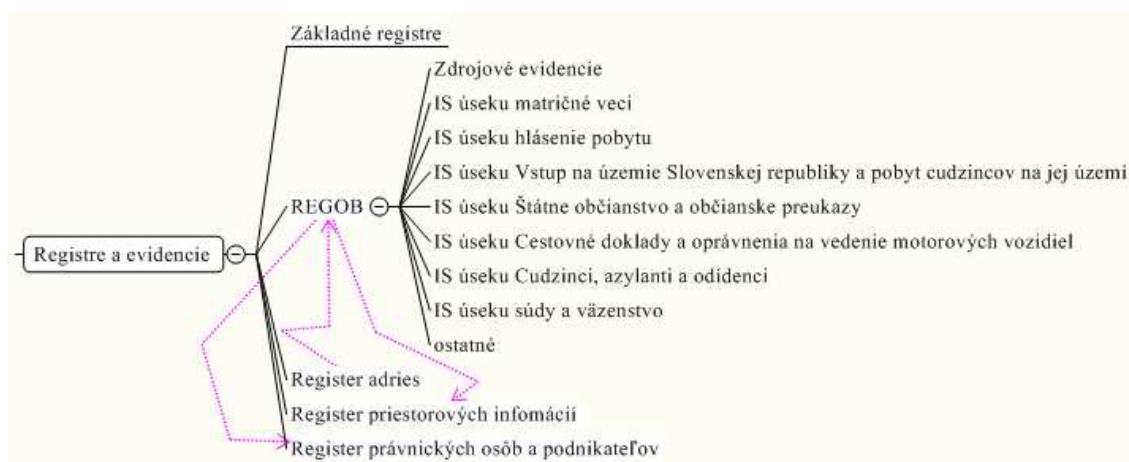 Základné registre
Zdrojové evidencie
IS úseku matričné veci
IS úseku hlásenie pobytu
IS úseku Vstup na územie Slovenskej republiky a pobyt cudzincov na jej území
REGOB
IS úseku Štátne občianstvo a občianske preukazy
Registre a evidencie
IS úseku Cestovné doklady a oprávnenia na vedenie motorových vozidiel
IS úseku Cudzinci, azylanti a odídenci
IS úseku súdy a väzenstvo
ostatné
Register adries
Register priestorových infomácií
Register právnických osôb a podnikateľov